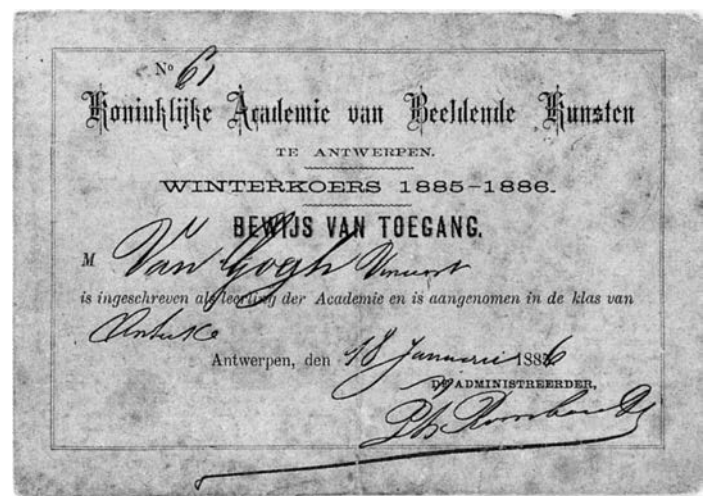 Nº 61
Koninklijke Academie van Beeldende Kunsten
TE ANTWERPEN.
WINTERKOERS 1885-1886.
BEWIJS VAN TOEGANG.
M Van Gogh Vincent
is ingeschreven als leerling der Academie en is aangenomen in de klas van
Antwerpen, den 18 Januari 1886
DE ADMINISTREERDER,